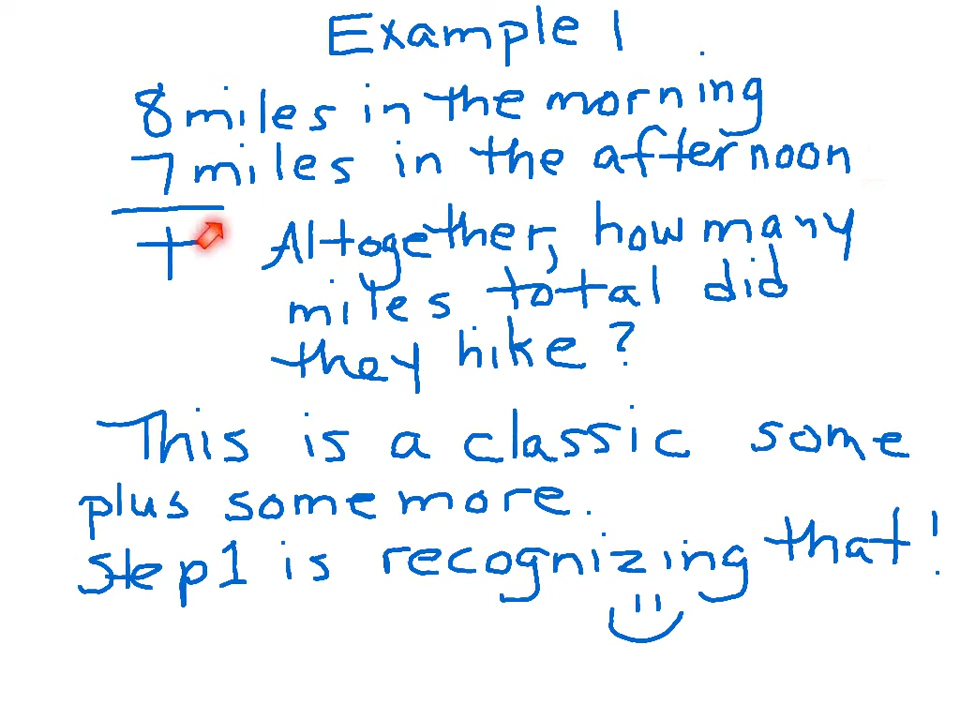 Example 1
8 miles in the morning
7 miles in the afternoon
+ Altogether, how many
miles total did
they hike?
This is a classic some
plus some more.
Step 1 is recognizing that!